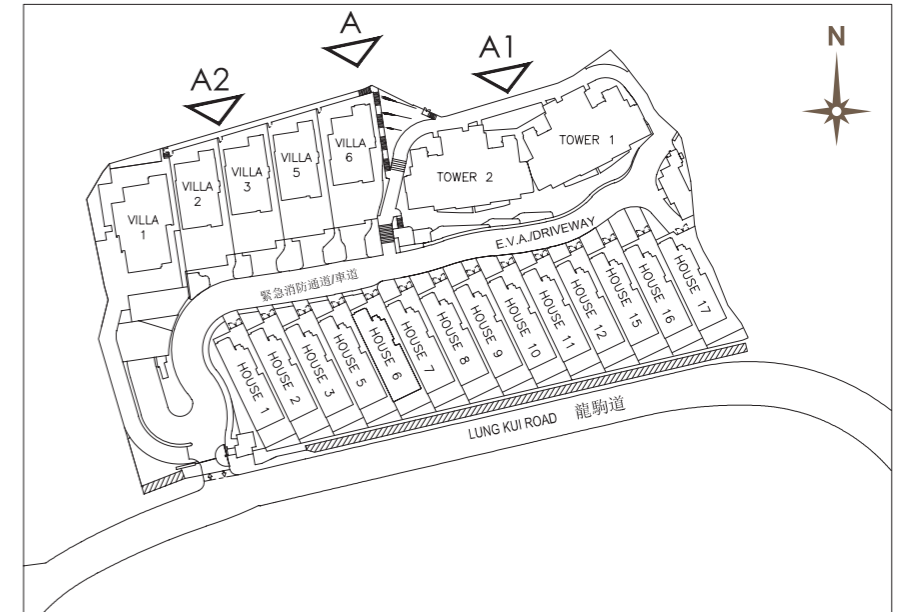 A
A1
A2
N
TOWER 1
TOWER 2
VILLA
6
VILLA
5
VILLA
3
VILLA
2
VILLA
1
E.V.A./DRIVEWAY
緊急消防通道/車道
HOUSE 1
HOUSE 2
HOUSE 3
HOUSE 5
HOUSE 6
HOUSE 7
HOUSE 8
HOUSE 9
HOUSE 10
HOUSE 11
HOUSE 12
HOUSE 15
HOUSE 16
HOUSE 17
LUNG KUI ROAD 龍駒道